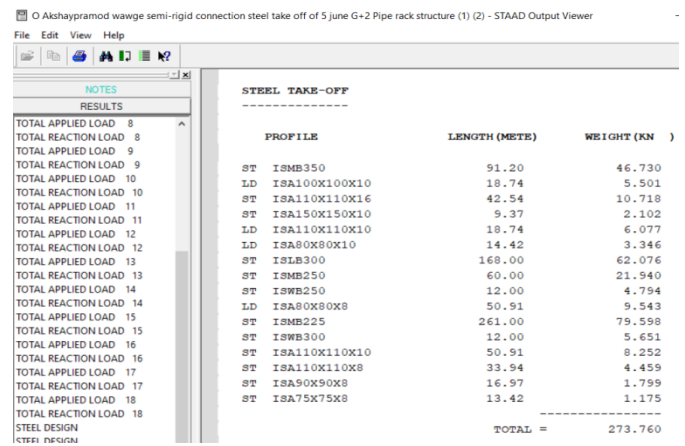 O Akshaypramod wawge semi-rigid connection steel take off of 5 june G+2 Pipe rack structure (1) (2) - STAAD Output Viewer
File Edit View Help
NOTES
RESULTS
TOTAL APPLIED LOAD 8
TOTAL REACTION LOAD 8
TOTAL APPLIED LOAD 9
TOTAL REACTION LOAD 9
TOTAL APPLIED LOAD 10
TOTAL REACTION LOAD 10
TOTAL APPLIED LOAD 11
TOTAL REACTION LOAD 11
TOTAL APPLIED LOAD 12
TOTAL REACTION LOAD 12
TOTAL APPLIED LOAD 13
TOTAL REACTION LOAD 13
TOTAL APPLIED LOAD 14
TOTAL REACTION LOAD 14
TOTAL APPLIED LOAD 15
TOTAL REACTION LOAD 15
TOTAL APPLIED LOAD 16
TOTAL REACTION LOAD 16
TOTAL APPLIED LOAD 17
TOTAL REACTION LOAD 17
TOTAL APPLIED LOAD 18
TOTAL REACTION LOAD 18
STEEL DESIGN
STEEL DESIGN
STEEL TAKE-OFF
--------------
PROFILE LENGTH(METE) WEIGHT(KN )
ST ISMB350 91.20 46.730
LD ISA100X100X10 18.74 5.501
ST ISA110X110X16 42.54 10.718
ST ISA150X150X10 9.37 2.102
LD ISA110X110X10 18.74 6.077
LD ISA80X80X10 14.42 3.346
ST ISLB300 168.00 62.076
ST ISMB250 60.00 21.940
ST ISWB250 12.00 4.794
LD ISA80X80X8 50.91 9.543
ST ISMB225 261.00 79.598
ST ISWB300 12.00 5.651
ST ISA110X110X10 50.91 8.252
ST ISA110X110X8 33.94 4.459
ST ISA90X90X8 16.97 1.799
ST ISA75X75X8 13.42 1.175
----------------
TOTAL = 273.760